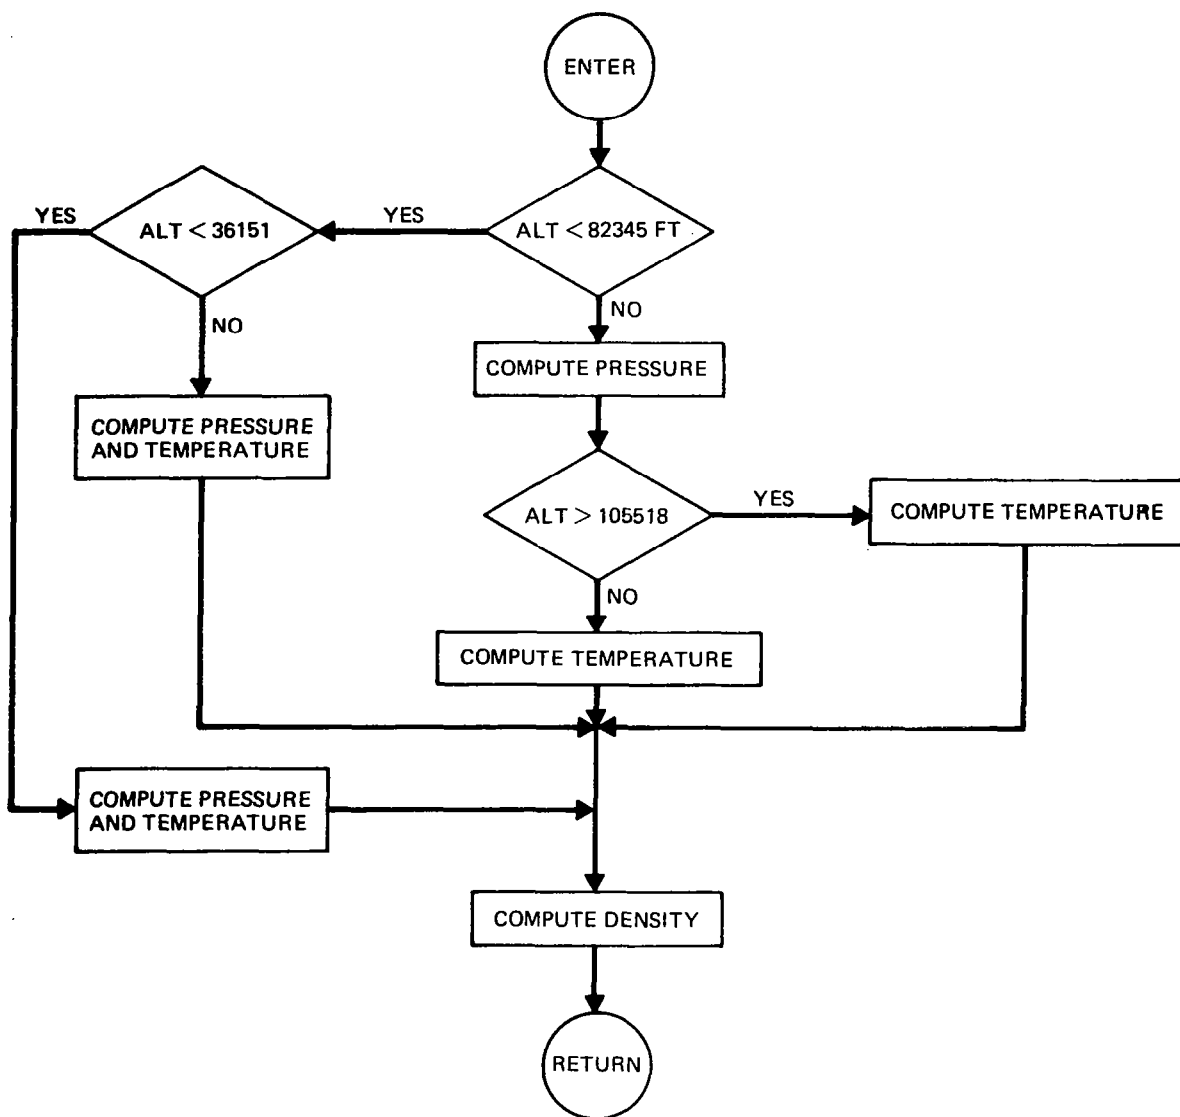 ENTER
ALT < 82345 FT
YES
ALT < 36151
YES
NO
NO
COMPUTE PRESSURE
COMPUTE PRESSURE
AND TEMPERATURE
ALT > 105518
YES
COMPUTE TEMPERATURE
NO
COMPUTE TEMPERATURE
COMPUTE PRESSURE
AND TEMPERATURE
COMPUTE DENSITY
RETURN